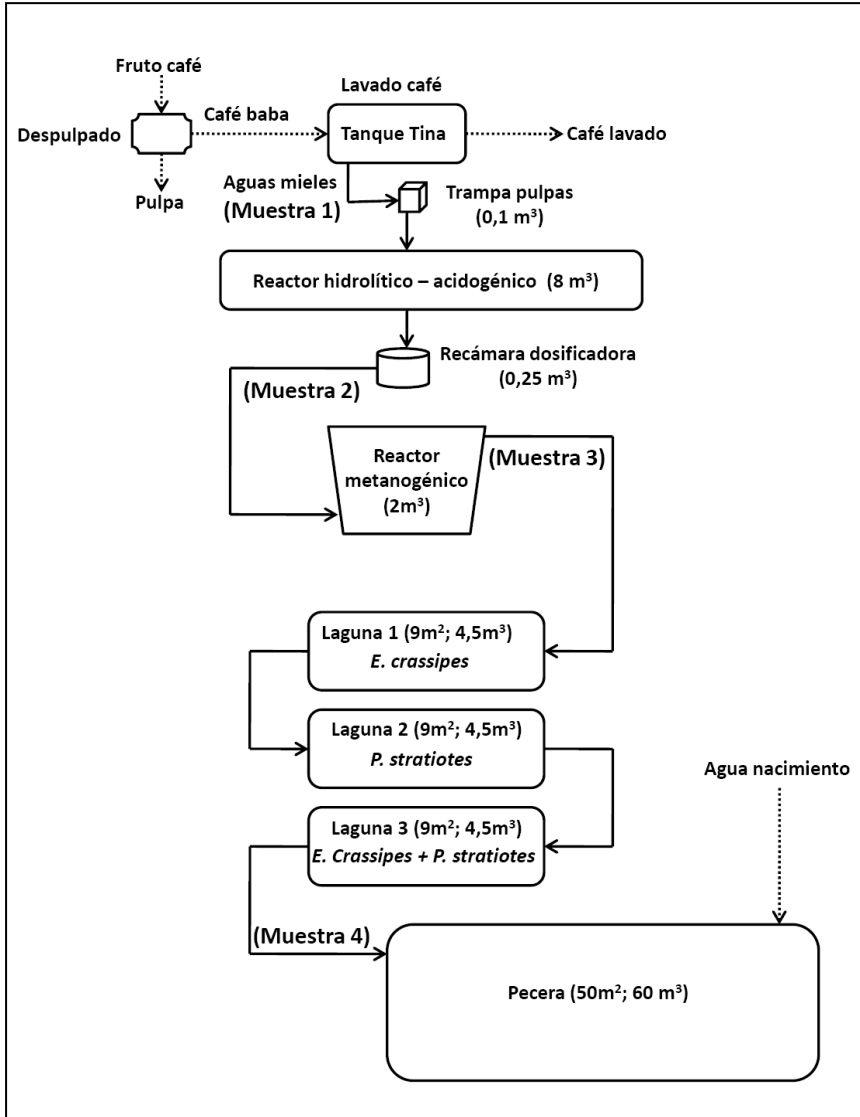 Fruto café
Lavado café
Despulpado
Café baba
Tanque Tina
Café lavado
Pulpa
Aguas mieles
(Muestra 1)
Trampa pulpas
(0,1 m³)
Reactor hidrolítico – acidogénico (8 m³)
Recámara dosificadora
(0,25 m³)
(Muestra 2)
Reactor
metanogénico
(2m³)
(Muestra 3)
Laguna 1 (9m²; 4,5m³)
E. crassipes
Laguna 2 (9m²; 4,5m³)
P. stratiotes
Agua nacimiento
Laguna 3 (9m²; 4,5m³)
E. Crassipes + P. stratiotes
(Muestra 4)
Pecera (50m²; 60 m³)